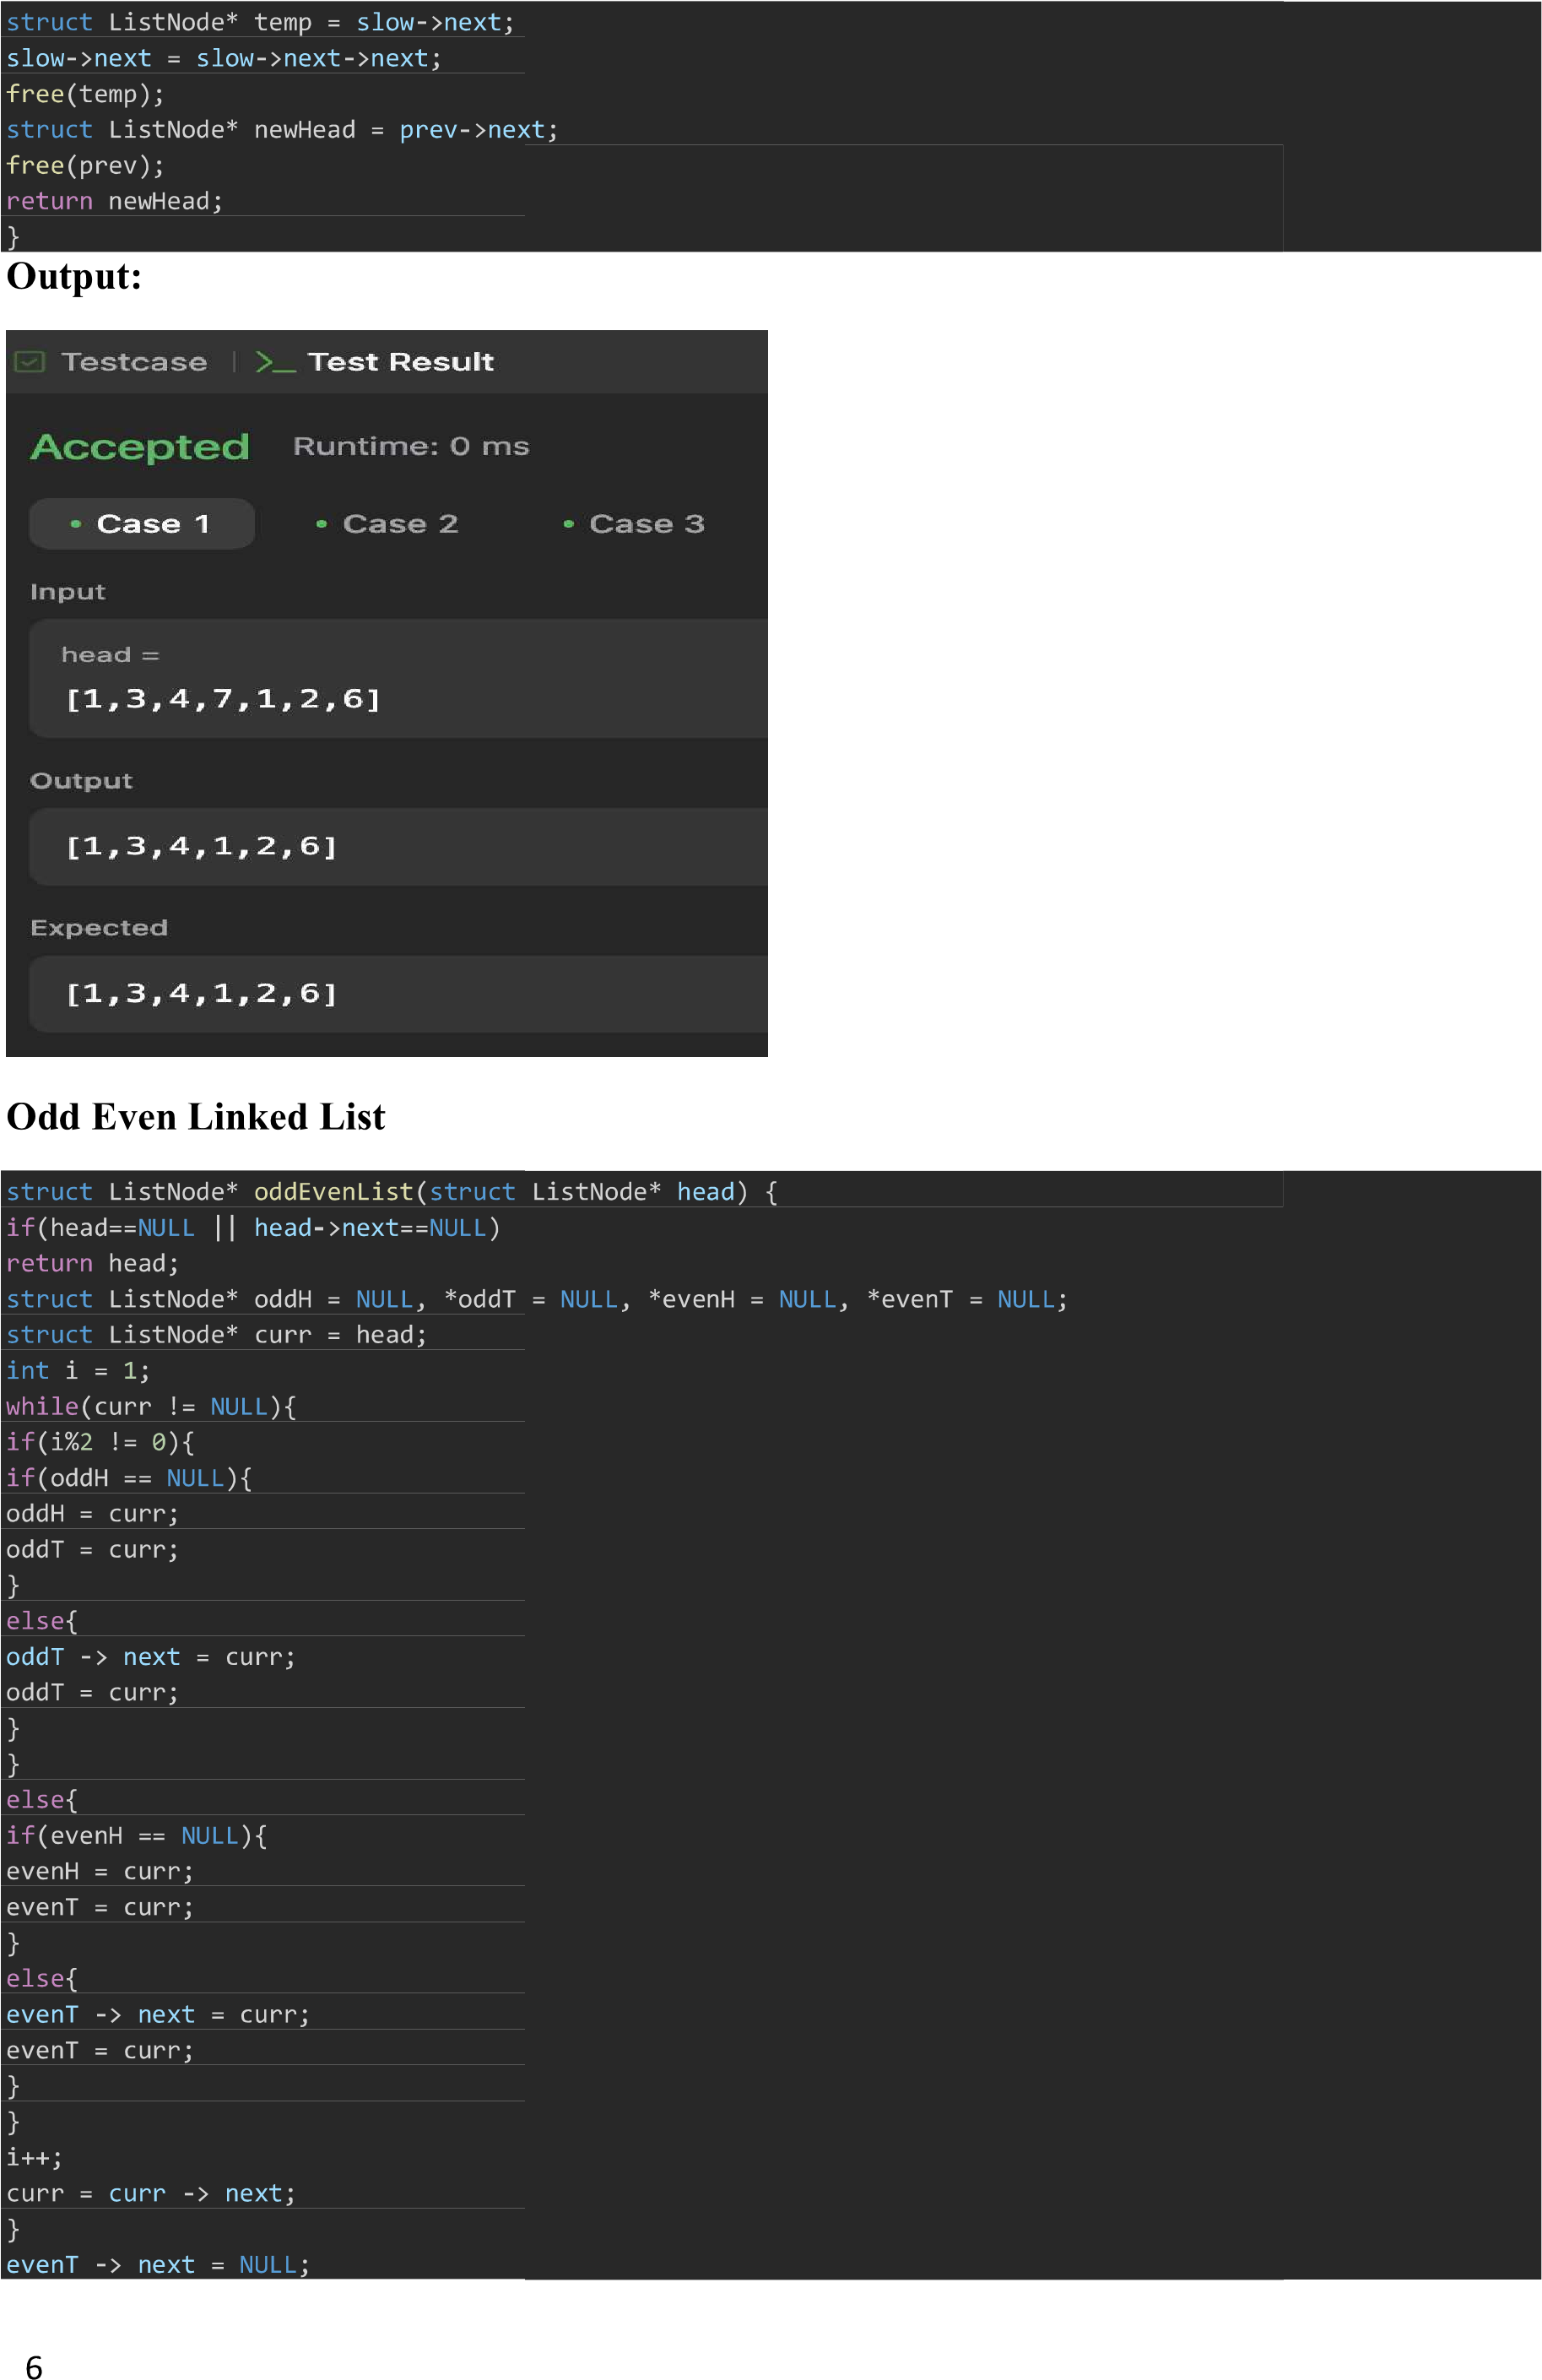 struct ListNode* temp = slow->next;
slow->next = slow->next->next;
free(temp);
struct ListNode* newHead = prev->next;
free(prev);
return newHead;
}
Output:
Testcase | >_ Test Result
Accepted Runtime: 0 ms
• Case 1 • Case 2 • Case 3
Input
head =
[1,3,4,7,1,2,6]
Output
[1,3,4,1,2,6]
Expected
[1,3,4,1,2,6]
Odd Even Linked List
struct ListNode* oddEvenList(struct ListNode* head) {
if(head==NULL || head->next==NULL)
return head;
struct ListNode* oddH = NULL, *oddT = NULL, *evenH = NULL, *evenT = NULL;
struct ListNode* curr = head;
int i = 1;
while(curr != NULL){
if(i%2 != 0){
if(oddH == NULL){
oddH = curr;
oddT = curr;
}
else{
oddT -> next = curr;
oddT = curr;
}
}
else{
if(evenH == NULL){
evenH = curr;
evenT = curr;
}
else{
evenT -> next = curr;
evenT = curr;
}
}
i++;
curr = curr -> next;
}
evenT -> next = NULL;
6